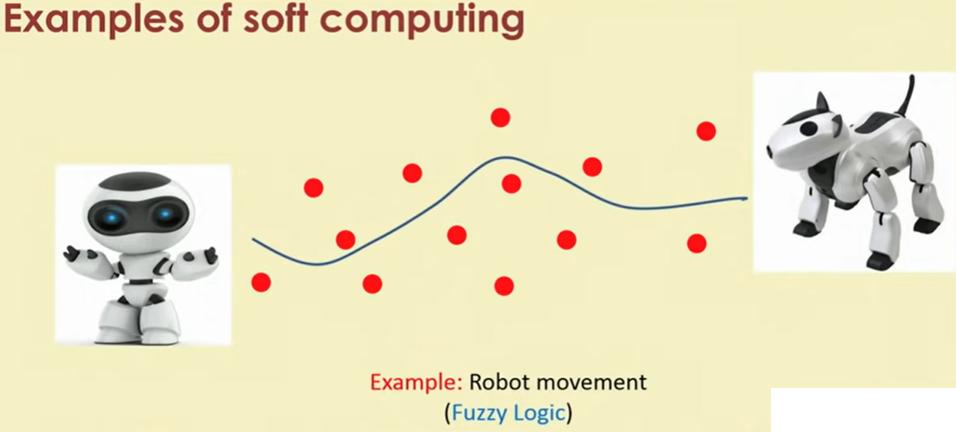 Examples of soft computing
Example: Robot movement
(Fuzzy Logic)